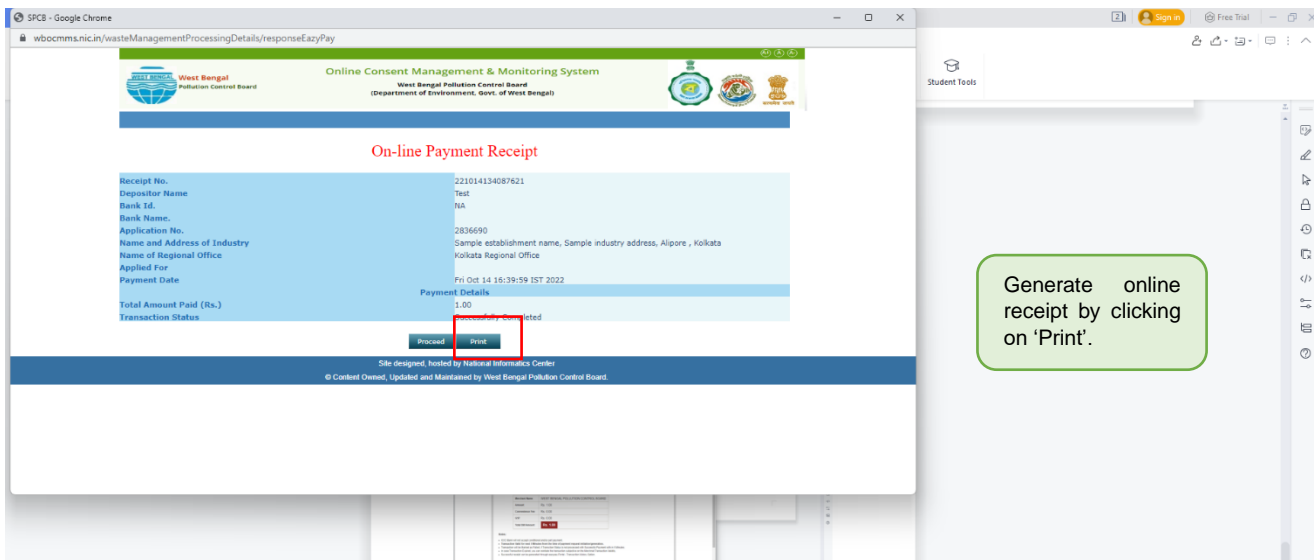 SPCB - Google Chrome
wbocmms.nic.in/wasteManagementProcessingDetails/responseEazyPay
2
Sign in
Free Trial
Student Tools
WEST BENGAL
West Bengal
Pollution Control Board
Online Consent Management & Monitoring System
West Bengal Pollution Control Board
(Department of Environment, Govt. of West Bengal)
On-line Payment Receipt
Receipt No. 221014134087621
Depositor Name Test
Bank Id. NA
Bank Name.
Application No. 2836690
Name and Address of Industry Sample establishment name, Sample industry address, Alipore , Kolkata
Name of Regional Office Kolkata Regional Office
Applied For
Payment Date Fri Oct 14 16:39:59 IST 2022
Payment Details
Total Amount Paid (Rs.) 1.00
Transaction Status Successfully Completed
Proceed Print
Site designed, hosted by National Informatics Center
© Content Owned, Updated and Maintained by West Bengal Pollution Control Board.
Generate online
receipt by clicking
on ‘Print’.